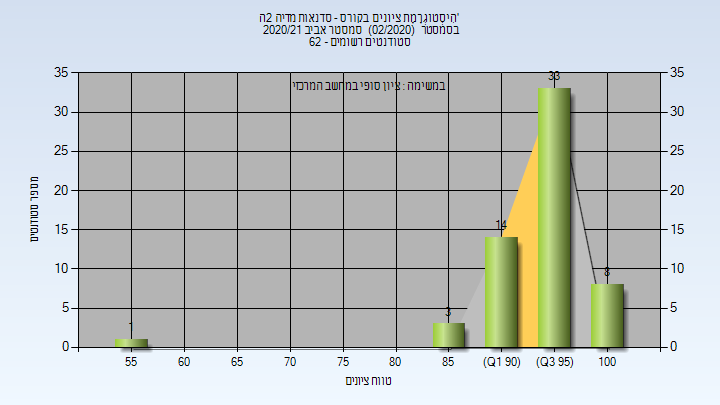 היסטוגרמת ציונים בקורס - סדנאות מדיה 2ה'
בסמסטר (02/2020) סמסטר אביב 2020/21
סטודנטים רשומים - 62
במשימה : ציון סופי במחשב המרכזי
35 35
33
30 30
25 25
20 20
15 15
14
10 10
8
5 5
3
1
0 0
55 60 65 70 75 80 85 (Q1 90) (Q3 95) 100
מספר סטודנטים
טווח ציונים